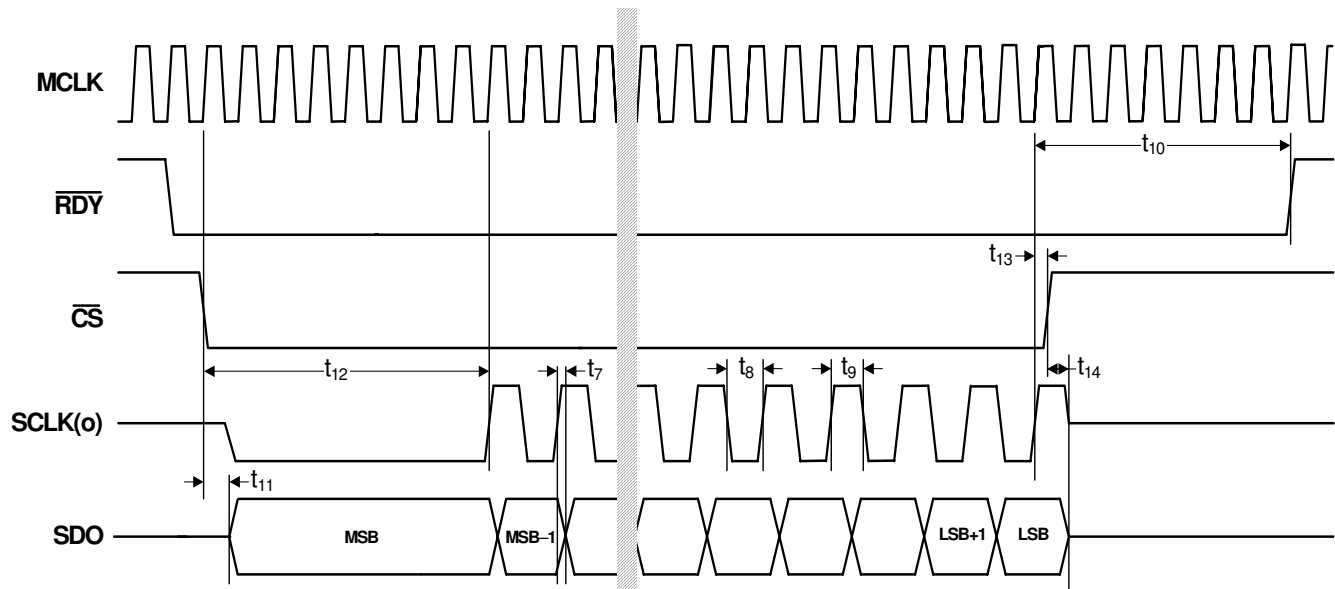 MCLK
t10
RDY
t13
CS
t12
t7
t8
t9
t14
SCLK(o)
t11
SDO
MSB
MSB–1
LSB+1
LSB